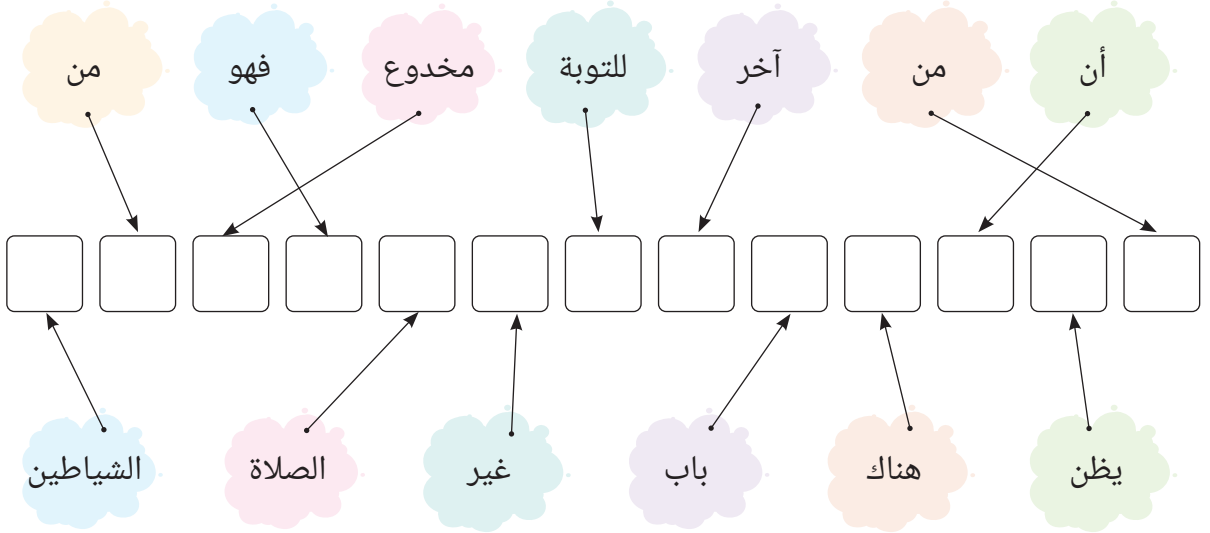 أن من آخر للتوبة مخدوع فهو من
يظن هناك باب غير الصلاة الشياطين